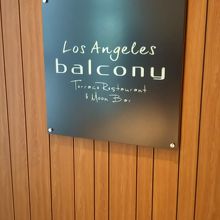 Los Angeles
balcony
Terrace Restaurant
& Moon Bar